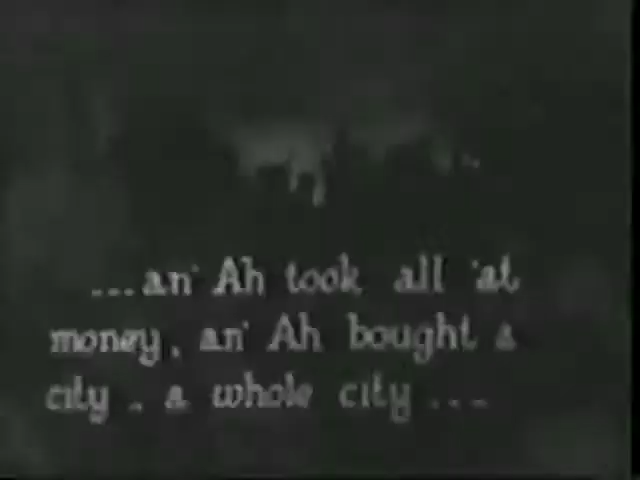 ...an' Ah took all 'at
money, an' Ah bought a
city . a whole city ...